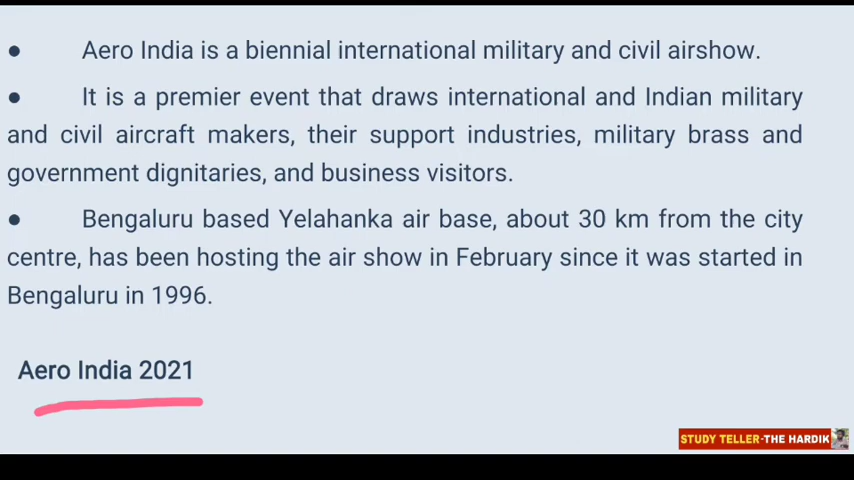 ● Aero India is a biennial international military and civil airshow.
● It is a premier event that draws international and Indian military
and civil aircraft makers, their support industries, military brass and
government dignitaries, and business visitors.
● Bengaluru based Yelahanka air base, about 30 km from the city
centre, has been hosting the air show in February since it was started in
Bengaluru in 1996.
Aero India 2021
STUDY TELLER-THE HARDIK